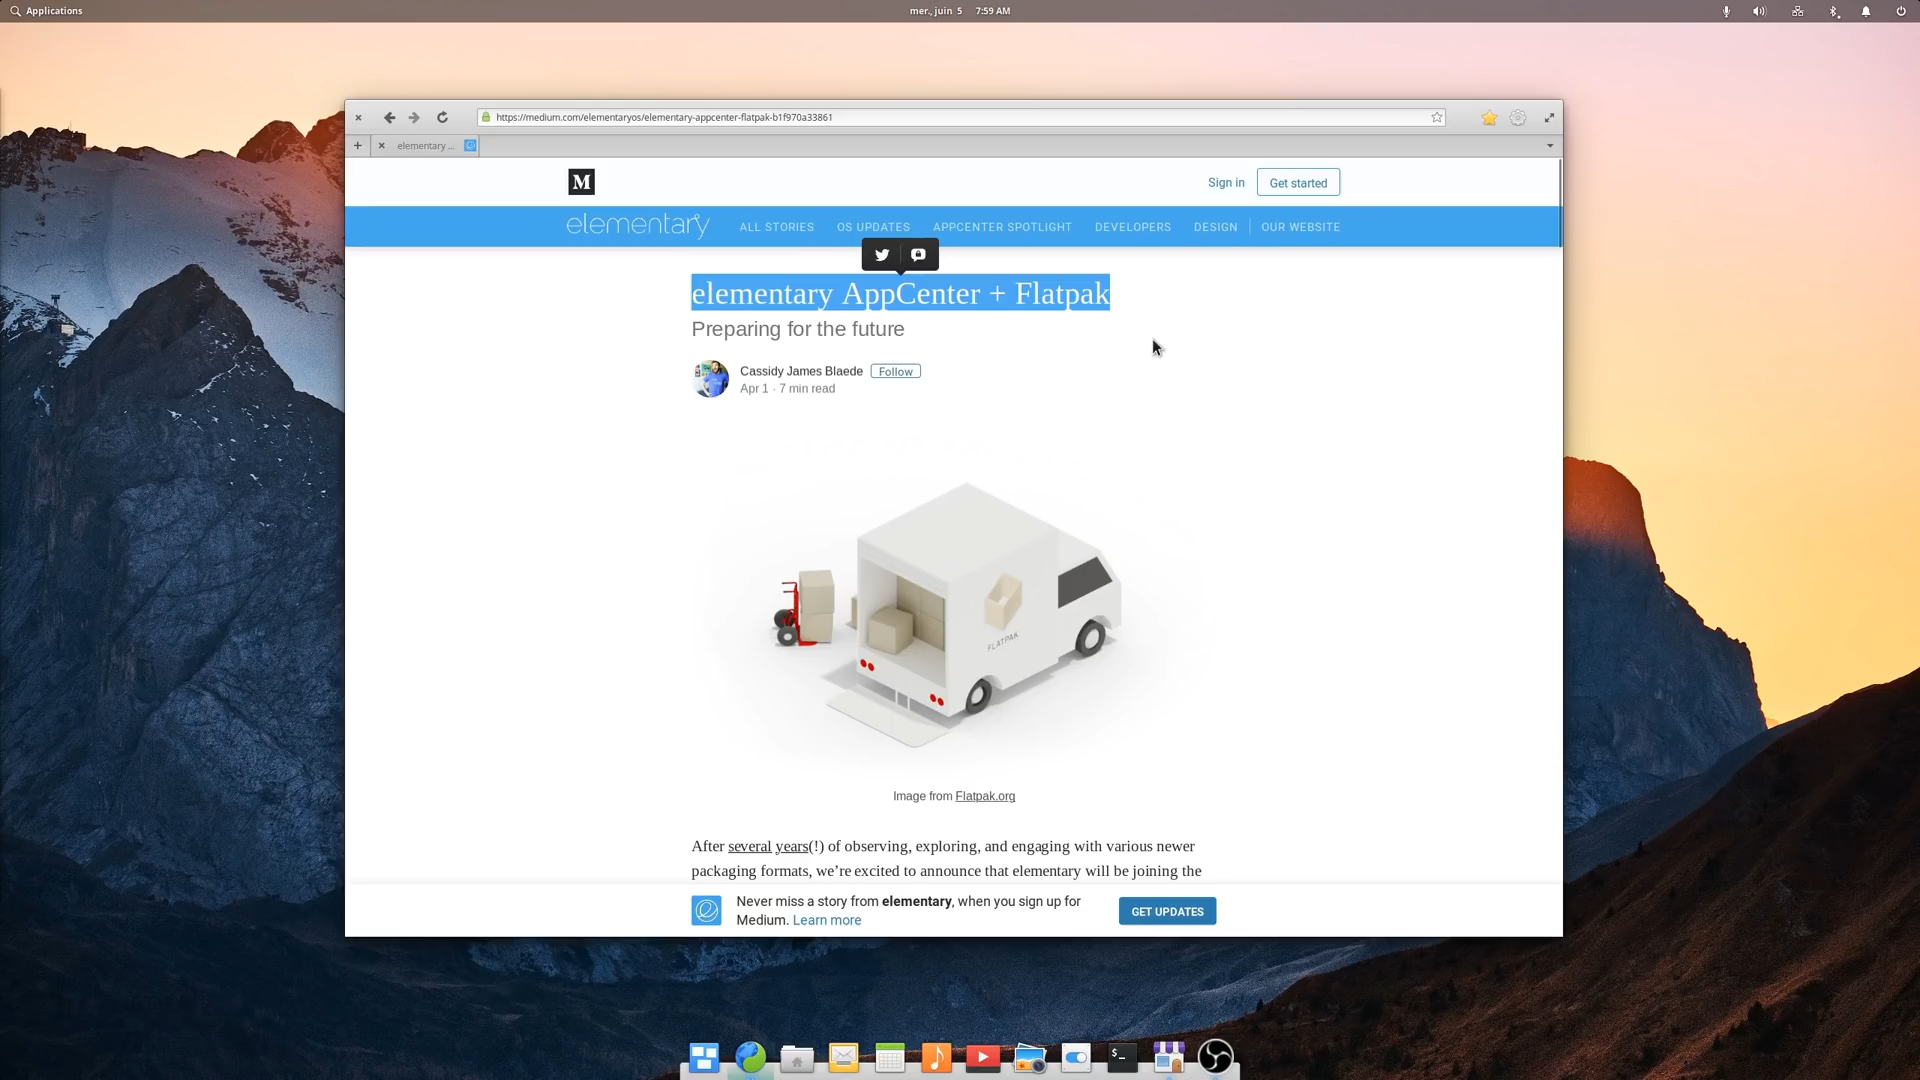 Applications
mer., juin 5 7:59 AM
https://medium.com/elementaryos/elementary-appcenter-flatpak-b1f970a33861
elementary ...
M
Sign in
Get started
elementary
ALL STORIES
OS UPDATES
APPCENTER SPOTLIGHT
DEVELOPERS
DESIGN
OUR WEBSITE
elementary AppCenter + Flatpak
Preparing for the future
Cassidy James Blaede
Follow
Apr 1 · 7 min read
FLATPAK
Image from Flatpak.org
After several years(!) of observing, exploring, and engaging with various newer
packaging formats, we’re excited to announce that elementary will be joining the
Never miss a story from elementary, when you sign up for
Medium. Learn more
GET UPDATES
$_